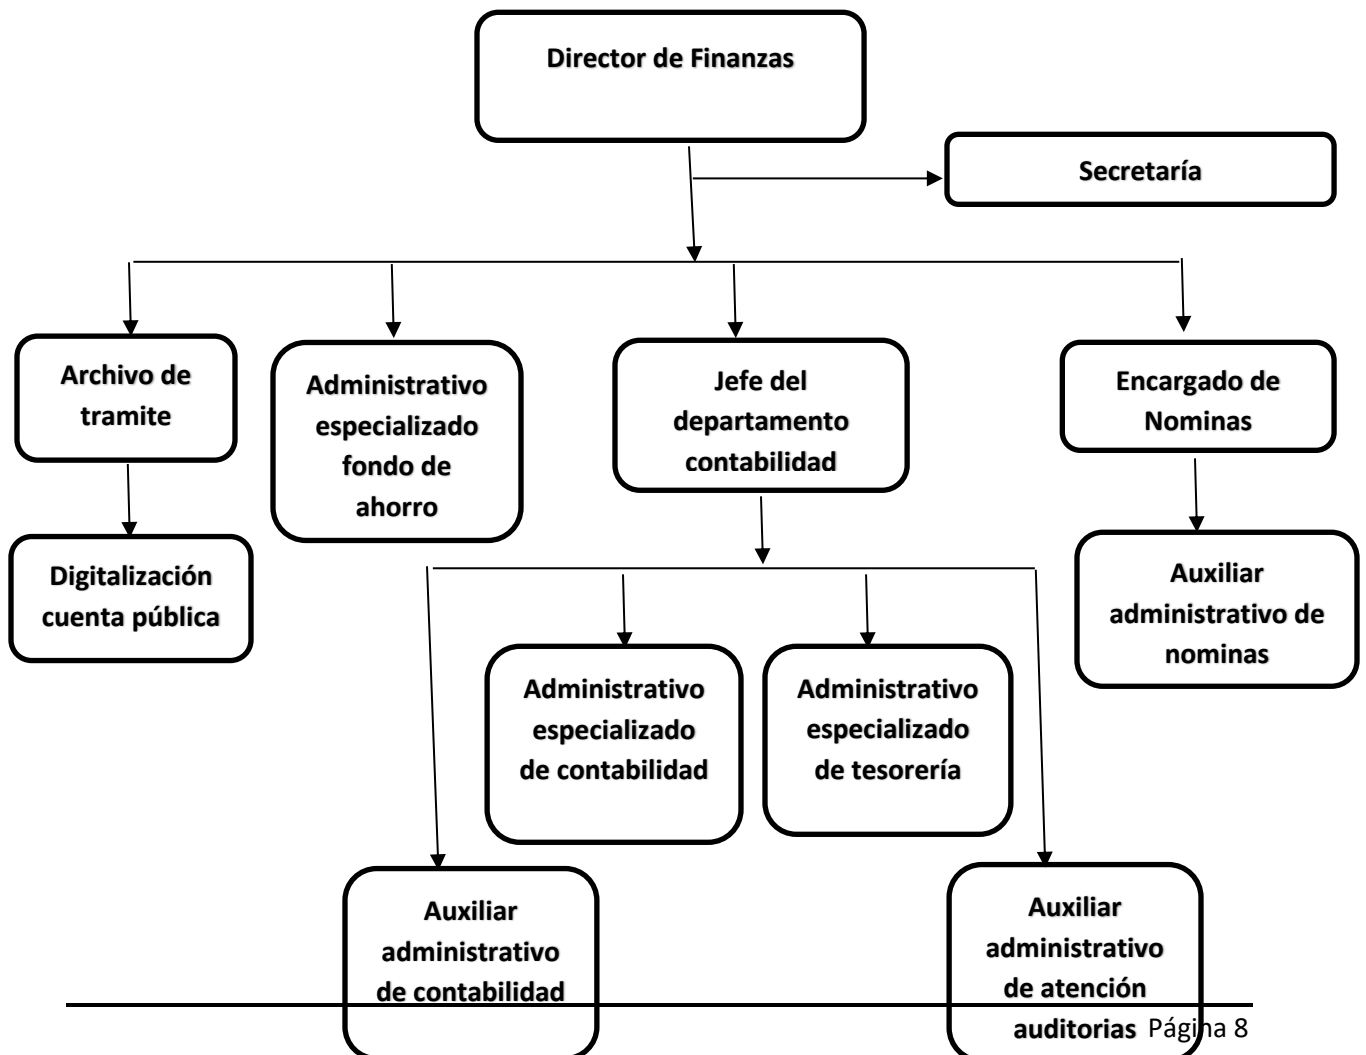 Director de Finanzas
Secretaría
Archivo de
tramite
Administrativo
especializado
fondo de
ahorro
Jefe del
departamento
contabilidad
Encargado de
Nominas
Digitalización
cuenta pública
Auxiliar
administrativo de
nominas
Administrativo
especializado
de contabilidad
Administrativo
especializado
de tesorería
Auxiliar
administrativo
de contabilidad
Auxiliar
administrativo
de atención
auditorias
Página 8